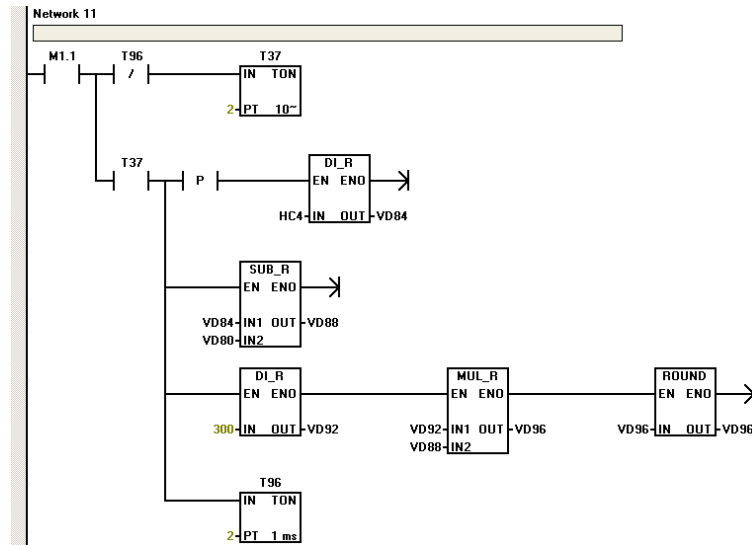 Network 11
M1.1 T96 T37
/ IN TON
2 PT 10~
T37 DI_R
P EN ENO
HC4 IN OUT VD84
SUB_R
EN ENO
VD84 IN1 OUT VD88
VD80 IN2
DI_R MUL_R ROUND
EN ENO EN ENO EN ENO
300 IN OUT VD92 VD92 IN1 OUT VD96 VD96 IN OUT VD96
VD88 IN2
T96
IN TON
2 PT 1 ms